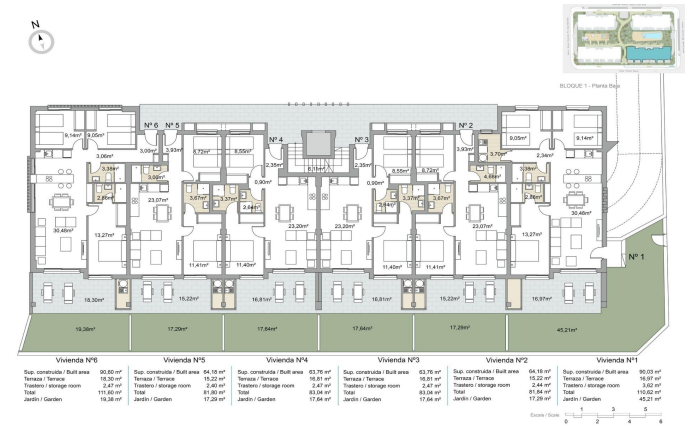 N
BLOQUE 1 - Planta Baja
Nº 6 Nº 5
Nº 4
Nº 3
Nº 2
Nº 1
9,14m² 9,05m²
3,00m² 3,93m²
8,72m² 8,55m²
2,35m²
6,11m²
2,35m²
8,55m² 8,72m²
3,93m²
3,70m²
9,05m² 9,14m²
3,06m²
2,34m²
3,38m²
3,00m²
0,90m²
0,90m²
4,55m²
3,38m²
2,86m²
23,07m²
3,67m² 3,37m²
2,64m²
2,64m²
3,37m² 3,67m²
23,07m²
2,86m²
30,48m²
13,27m²
23,20m²
23,20m²
13,27m²
30,48m²
11,41m² 11,40m²
11,40m² 11,41m²
18,30m² 15,22m² 16,81m² 16,81m² 15,22m² 16,97m²
19,38m² 17,29m² 17,64m² 17,64m² 17,29m² 45,21m²
Vivienda Nº6
Sup. construida / Built area 90,80 m²
Terraza / Terrace 18,30 m²
Trastero / storage room 2,47 m²
Total 111,60 m²
Jardín / Garden 19,38 m²
Vivienda Nº5
Sup. construida / Built area 64,18 m²
Terraza / Terrace 15,22 m²
Trastero / storage room 2,40 m²
Total 81,80 m²
Jardín / Garden 17,29 m²
Vivienda Nº4
Sup. construida / Built area 63,76 m²
Terraza / Terrace 16,81 m²
Trastero / storage room 2,47 m²
Total 83,04 m²
Jardín / Garden 17,64 m²
Vivienda Nº3
Sup. construida / Built area 63,76 m²
Terraza / Terrace 16,81 m²
Trastero / storage room 2,47 m²
Total 83,04 m²
Jardín / Garden 17,64 m²
Vivienda Nº2
Sup. construida / Built area 64,18 m²
Terraza / Terrace 15,22 m²
Trastero / storage room 2,44 m²
Total 81,84 m²
Jardín / Garden 17,29 m²
Vivienda Nº1
Sup. construida / Built area 90,03 m²
Terraza / Terrace 16,97 m²
Trastero / storage room 3,62 m²
Total 110,62 m²
Jardín / Garden 45,21 m²
Escala / Scale
1 3 5
0 2 4 6